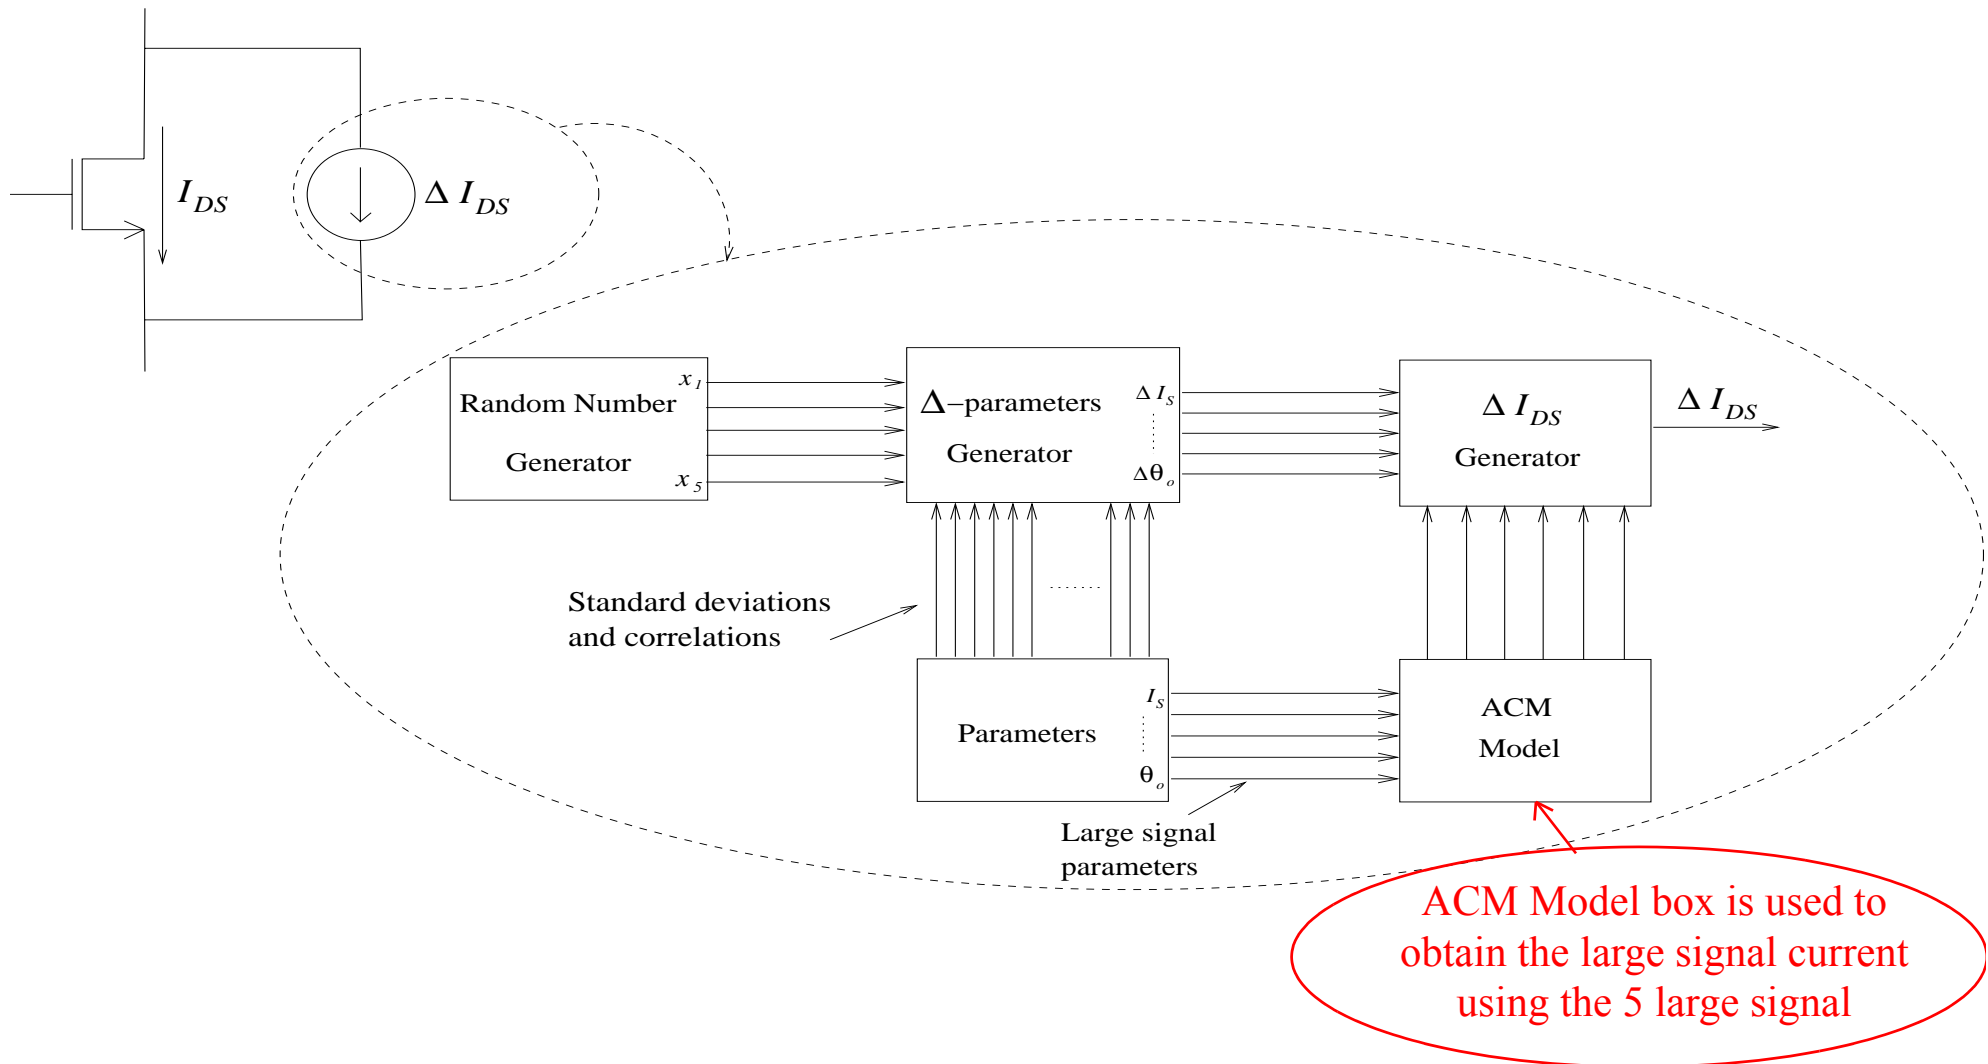 I_DS
Δ I_DS
Random Number
Generator
x_1
x_5
Δ–parameters
Generator
Δ I_S
Δθ_o
Δ I_DS
Generator
Δ I_DS
Standard deviations
and correlations
Parameters
I_S
θ_o
ACM
Model
Large signal
parameters
ACM Model box is used to
obtain the large signal current
using the 5 large signal